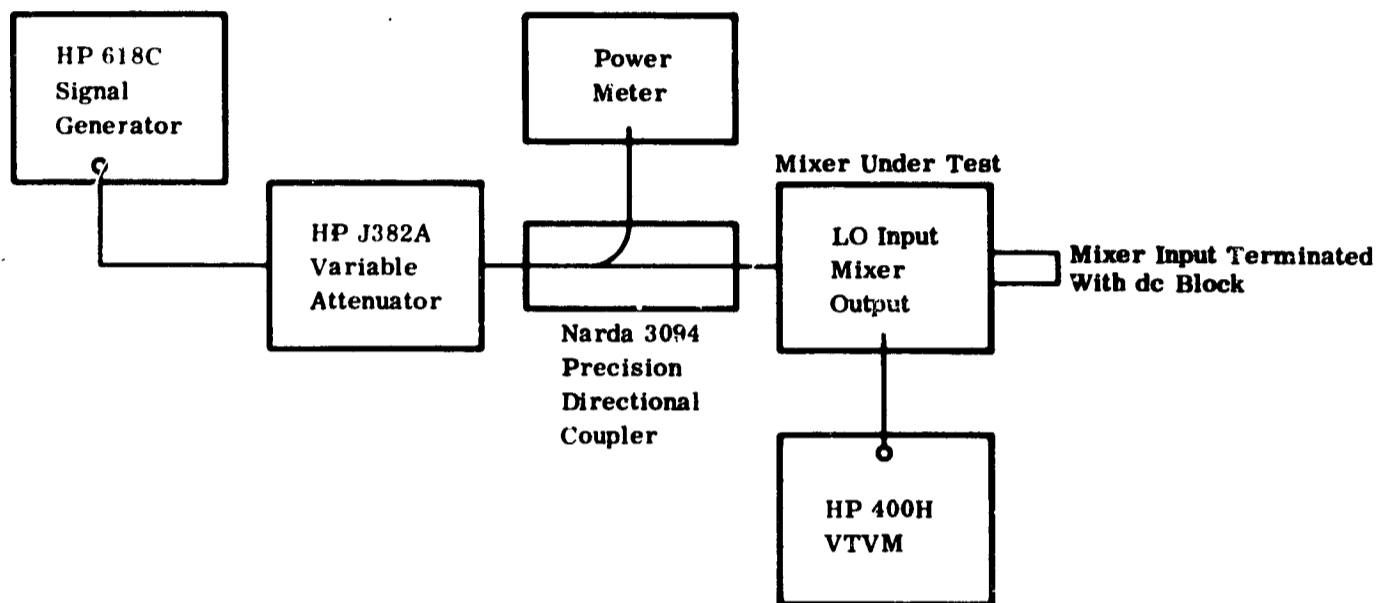 HP 618C
Signal
Generator
Power
Meter
HP J382A
Variable
Attenuator
Narda 3094
Precision
Directional
Coupler
Mixer Under Test
LO Input
Mixer
Output
Mixer Input Terminated
With dc Block
HP 400H
VTVM